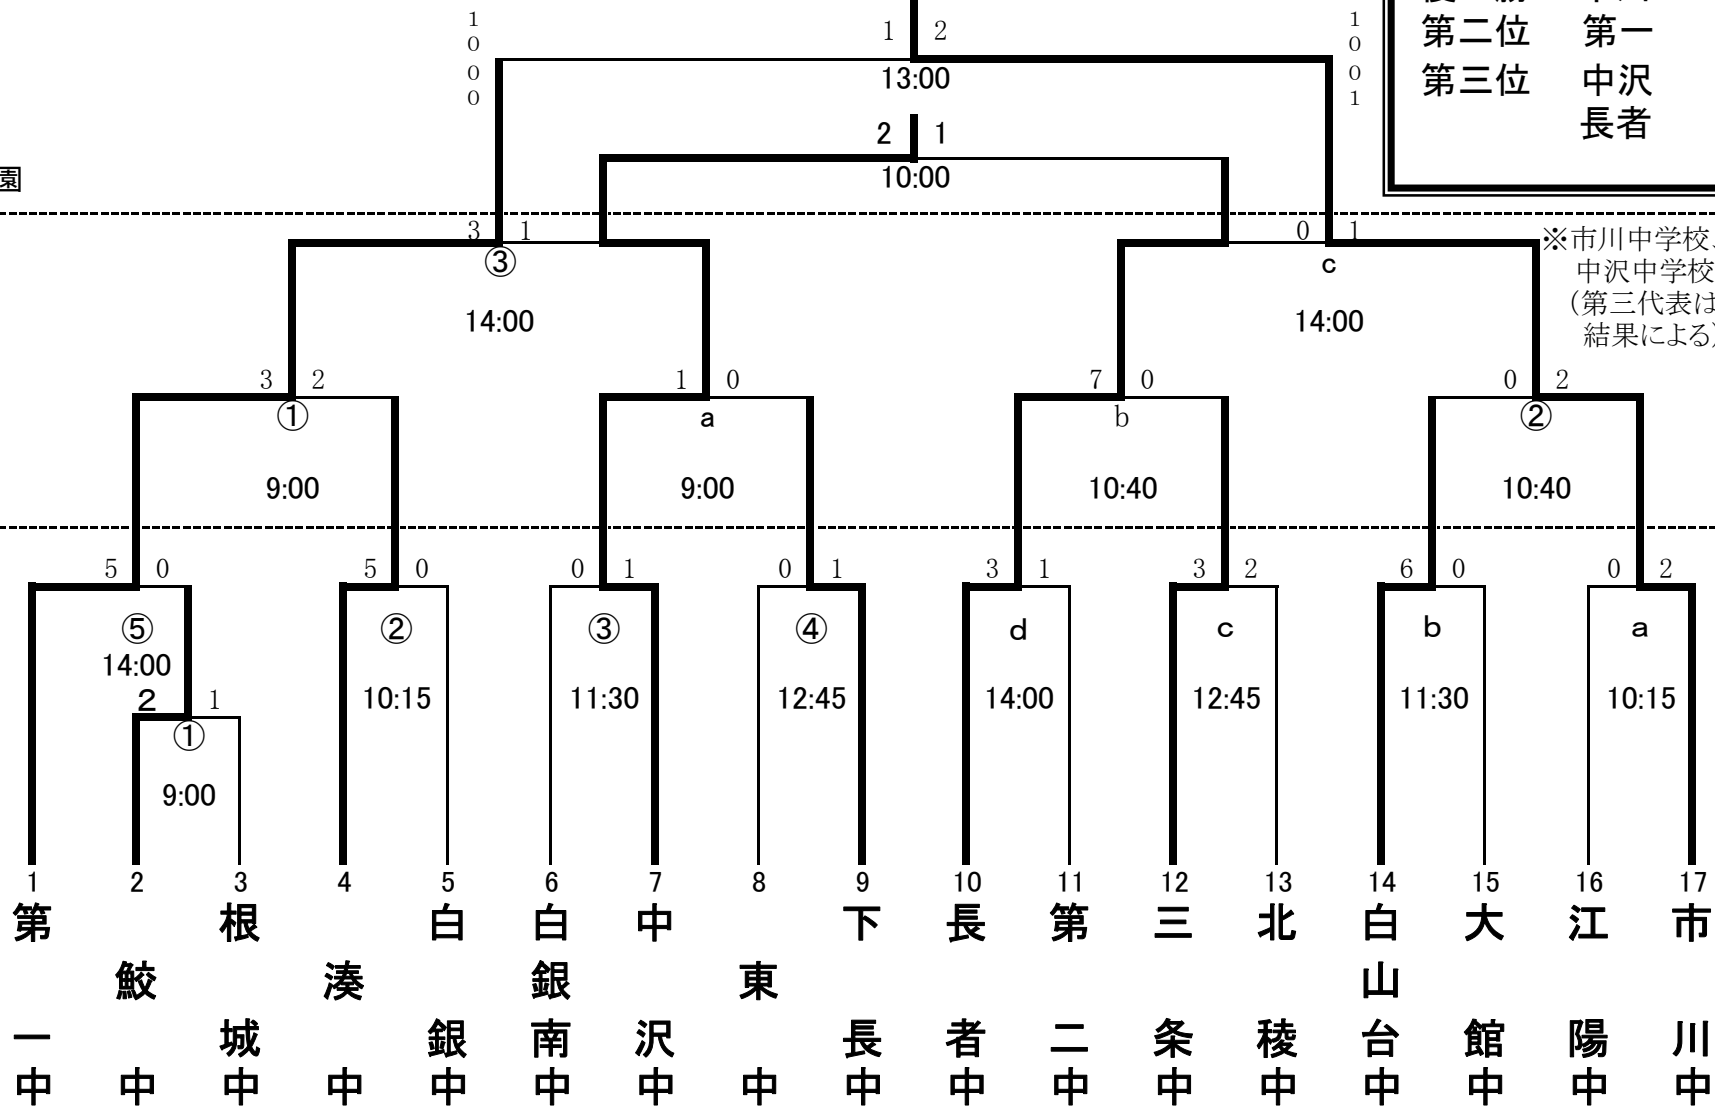 1 2
1 0 0 0
1 0 0 1
13:00
第二位 第一
第三位 中沢
長者
2 1
10:00
園
3 1
0 1
③
c
※市川中学校、
中沢中学校
（第三代表は
結果による）
14:00 14:00
3 2 1 0 7 0 0 2
① a b ②
9:00 9:00 10:40 10:40
5 0 5 0 0 1 0 1 3 1 3 2 6 0 0 2
⑤ ② ③ ④ d c b a
14:00
2 1
10:15 11:30 12:45 14:00 12:45 11:30 10:15
①
9:00
1 2 3 4 5 6 7 8 9 10 11 12 13 14 15 16 17
第一中
鮫中
根城中
湊中
白銀中
白銀南中
中沢中
東中
下長中
長者中
第二中
三条中
北稜中
白山台中
大館中
江陽中
市川中